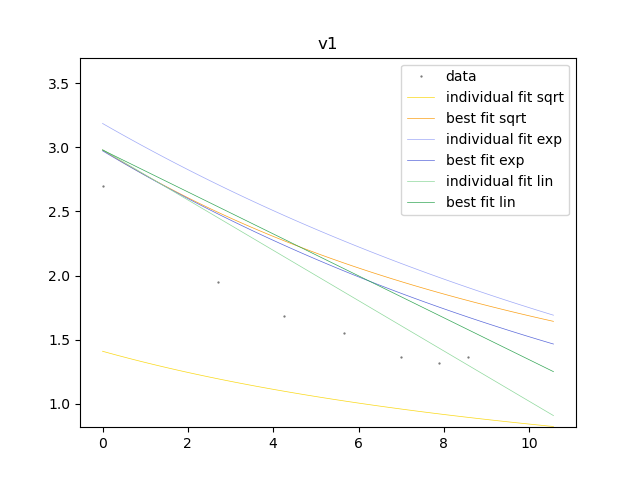 v1
data
individual fit sqrt
best fit sqrt
individual fit exp
best fit exp
individual fit lin
best fit lin
3.5
3.0
2.5
2.0
1.5
1.0
0 2 4 6 8 10